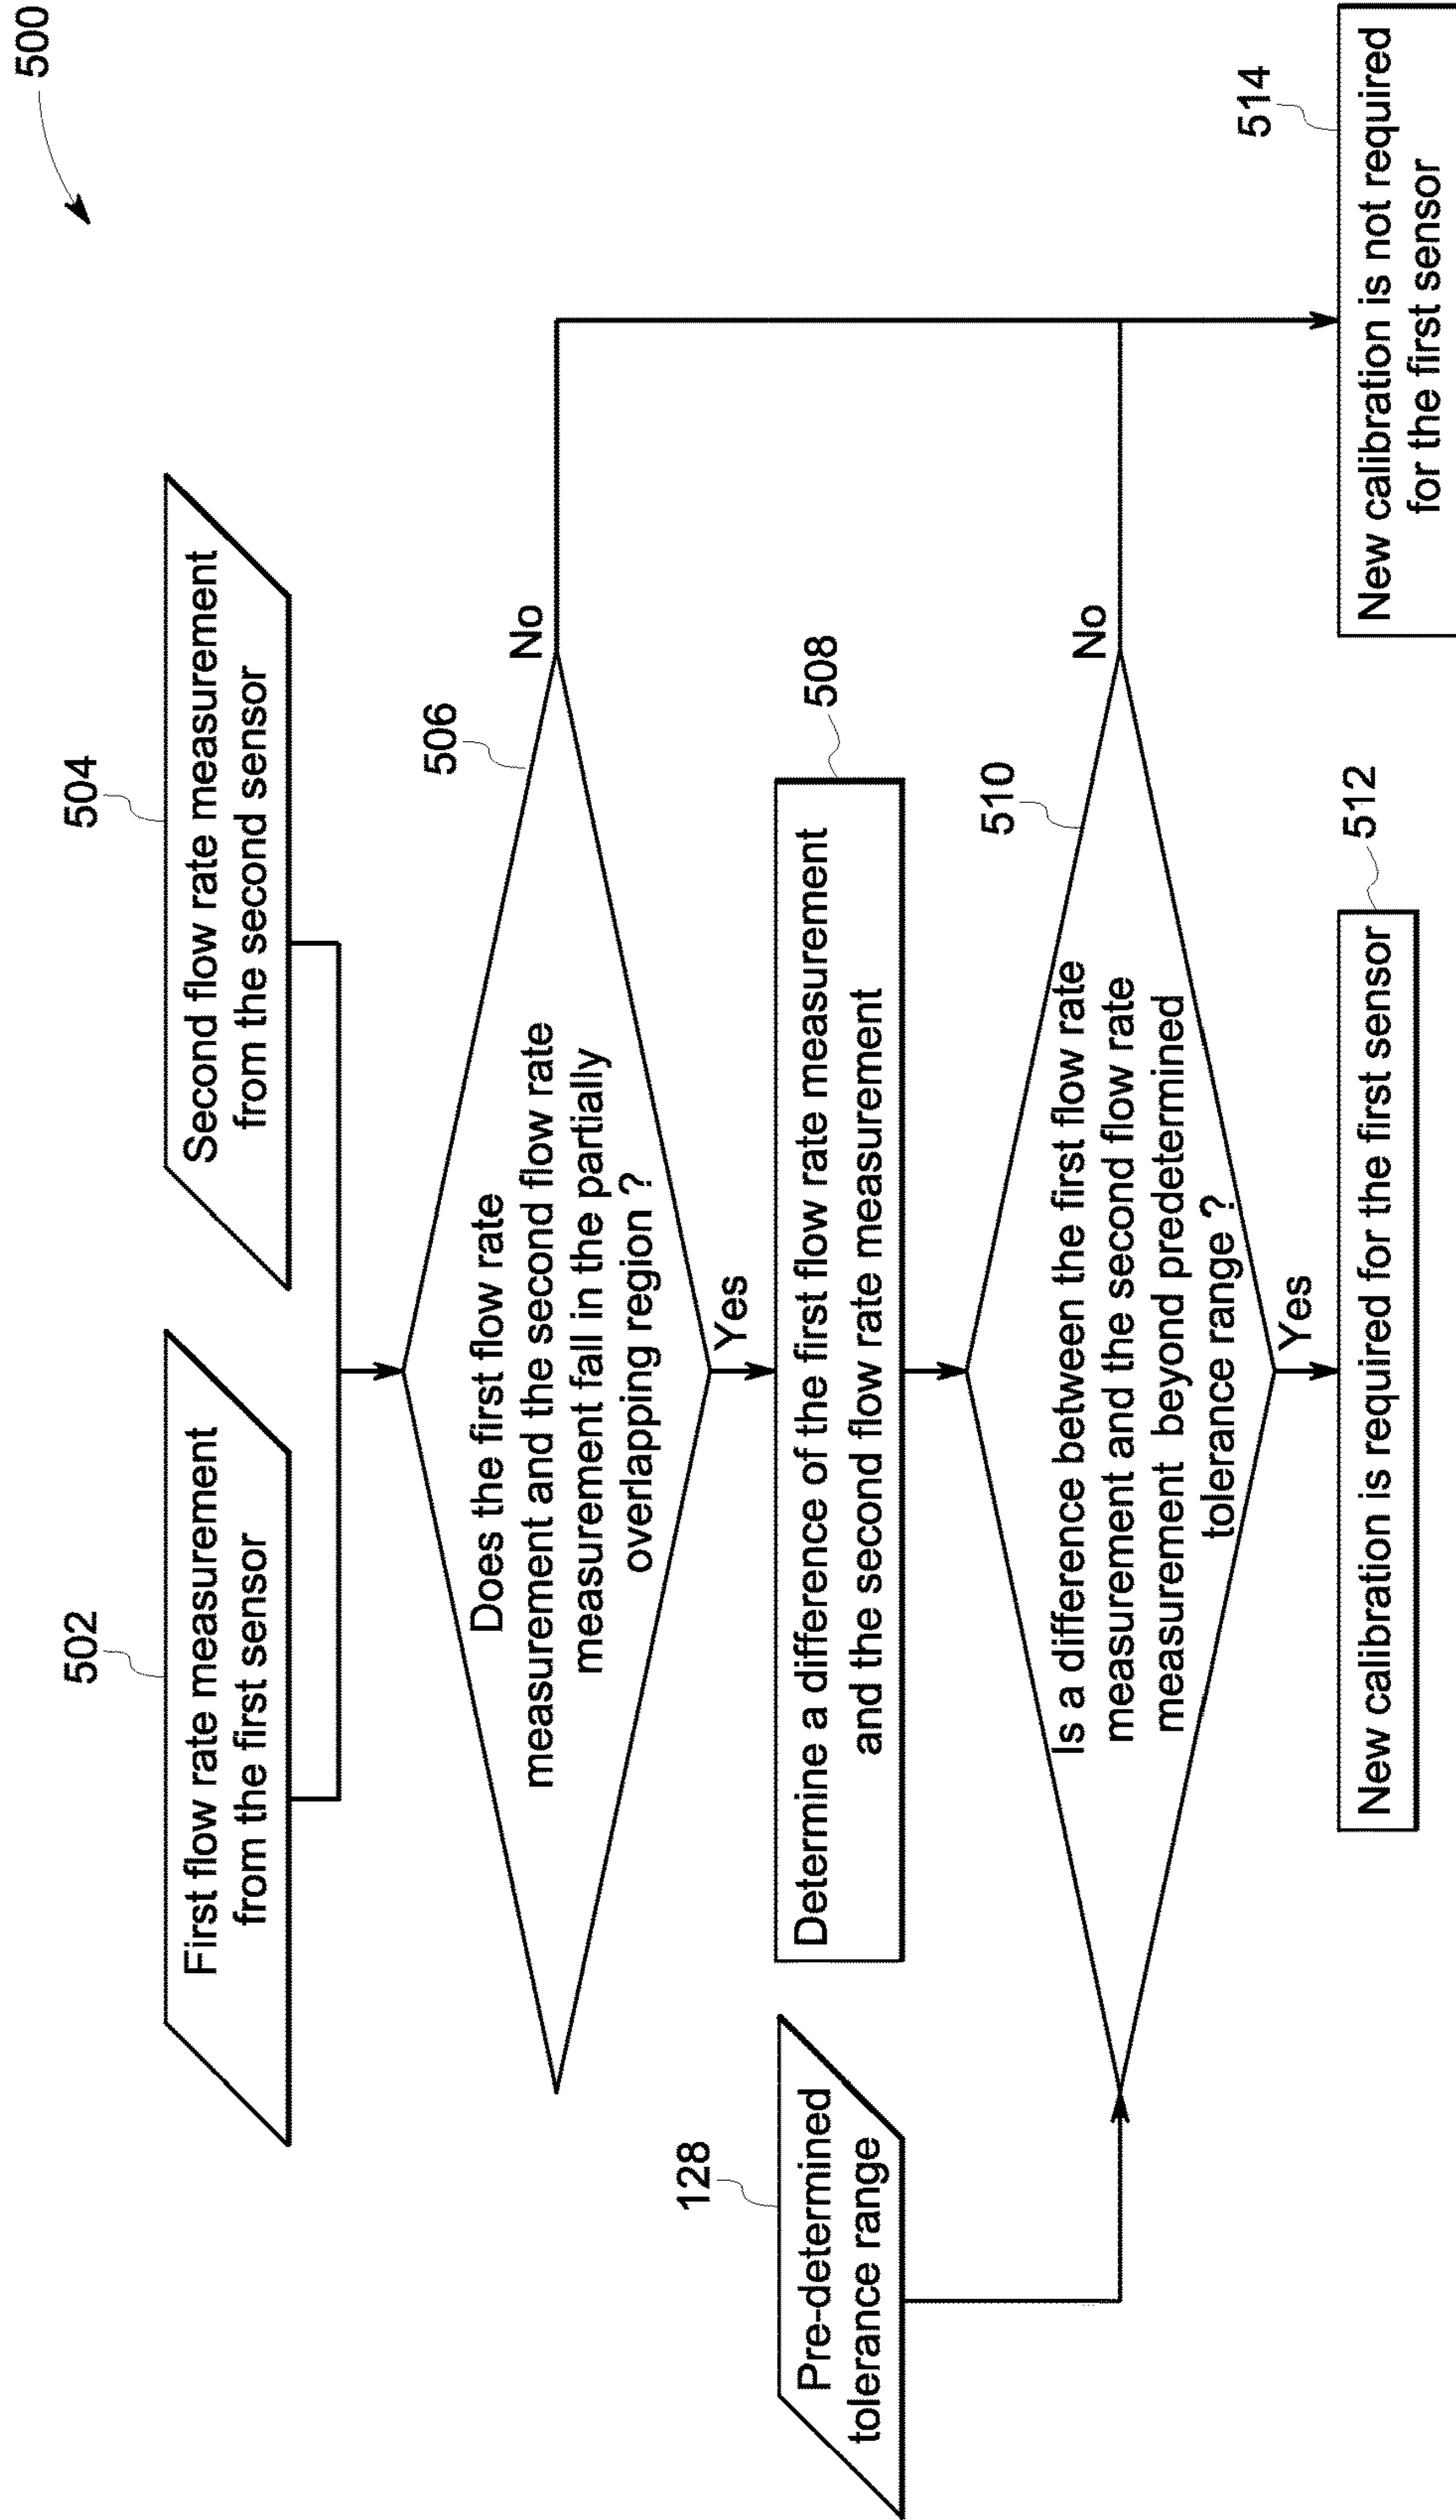 500
502
First flow rate measurement
from the first sensor
504
Second flow rate measurement
from the second sensor
506
Does the first flow rate
measurement and the second flow rate
measurement fall in the partially
overlapping region ?
No
Yes
508
Determine a difference of the first flow rate measurement
and the second flow rate measurement
128
Pre-determined
tolerance range
510
Is a difference between the first flow rate
measurement and the second flow rate
measurement beyond predetermined
tolerance range ?
No
Yes
512
New calibration is required for the first sensor
514
New calibration is not required
for the first sensor